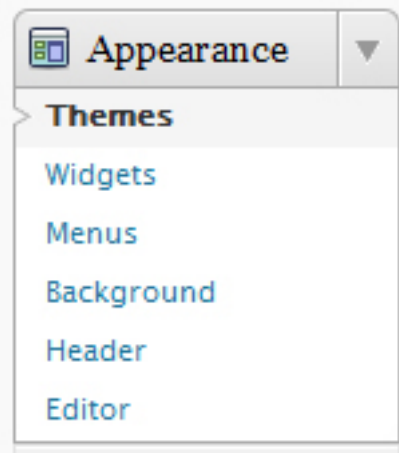 Appearance
Themes
Widgets
Menus
Background
Header
Editor